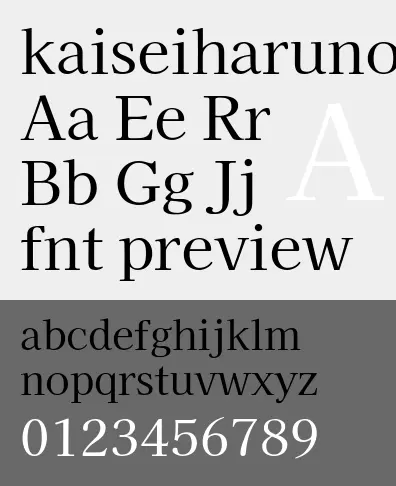 kaiseiharuno
Aa Ee Rr
A
Bb Gg Jj
fnt preview
abcdefghijklm
nopqrstuvwxyz
0123456789